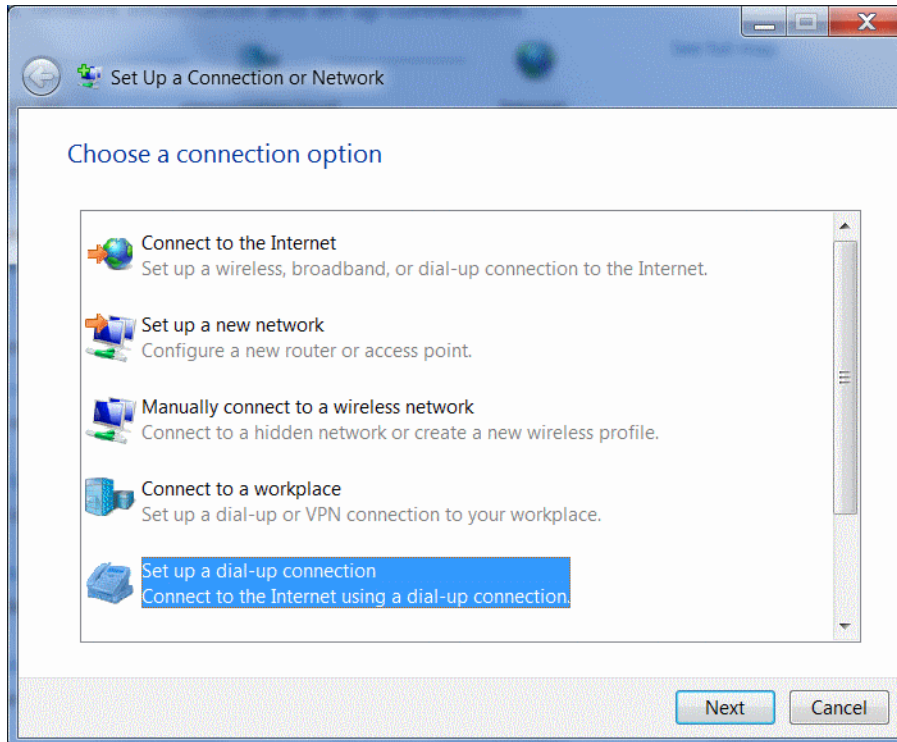 Set Up a Connection or Network
Choose a connection option
Connect to the Internet
Set up a wireless, broadband, or dial-up connection to the Internet.
Set up a new network
Configure a new router or access point.
Manually connect to a wireless network
Connect to a hidden network or create a new wireless profile.
Connect to a workplace
Set up a dial-up or VPN connection to your workplace.
Set up a dial-up connection
Connect to the Internet using a dial-up connection.
Next
Cancel